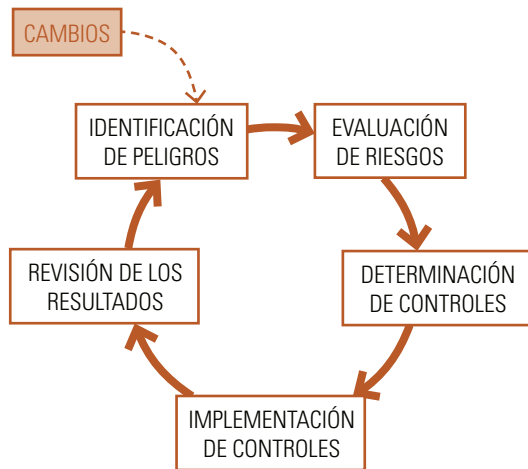 CAMBIOS
IDENTIFICACIÓN
DE PELIGROS
EVALUACIÓN
DE RIESGOS
DETERMINACIÓN
DE CONTROLES
IMPLEMENTACIÓN
DE CONTROLES
REVISIÓN DE LOS
RESULTADOS